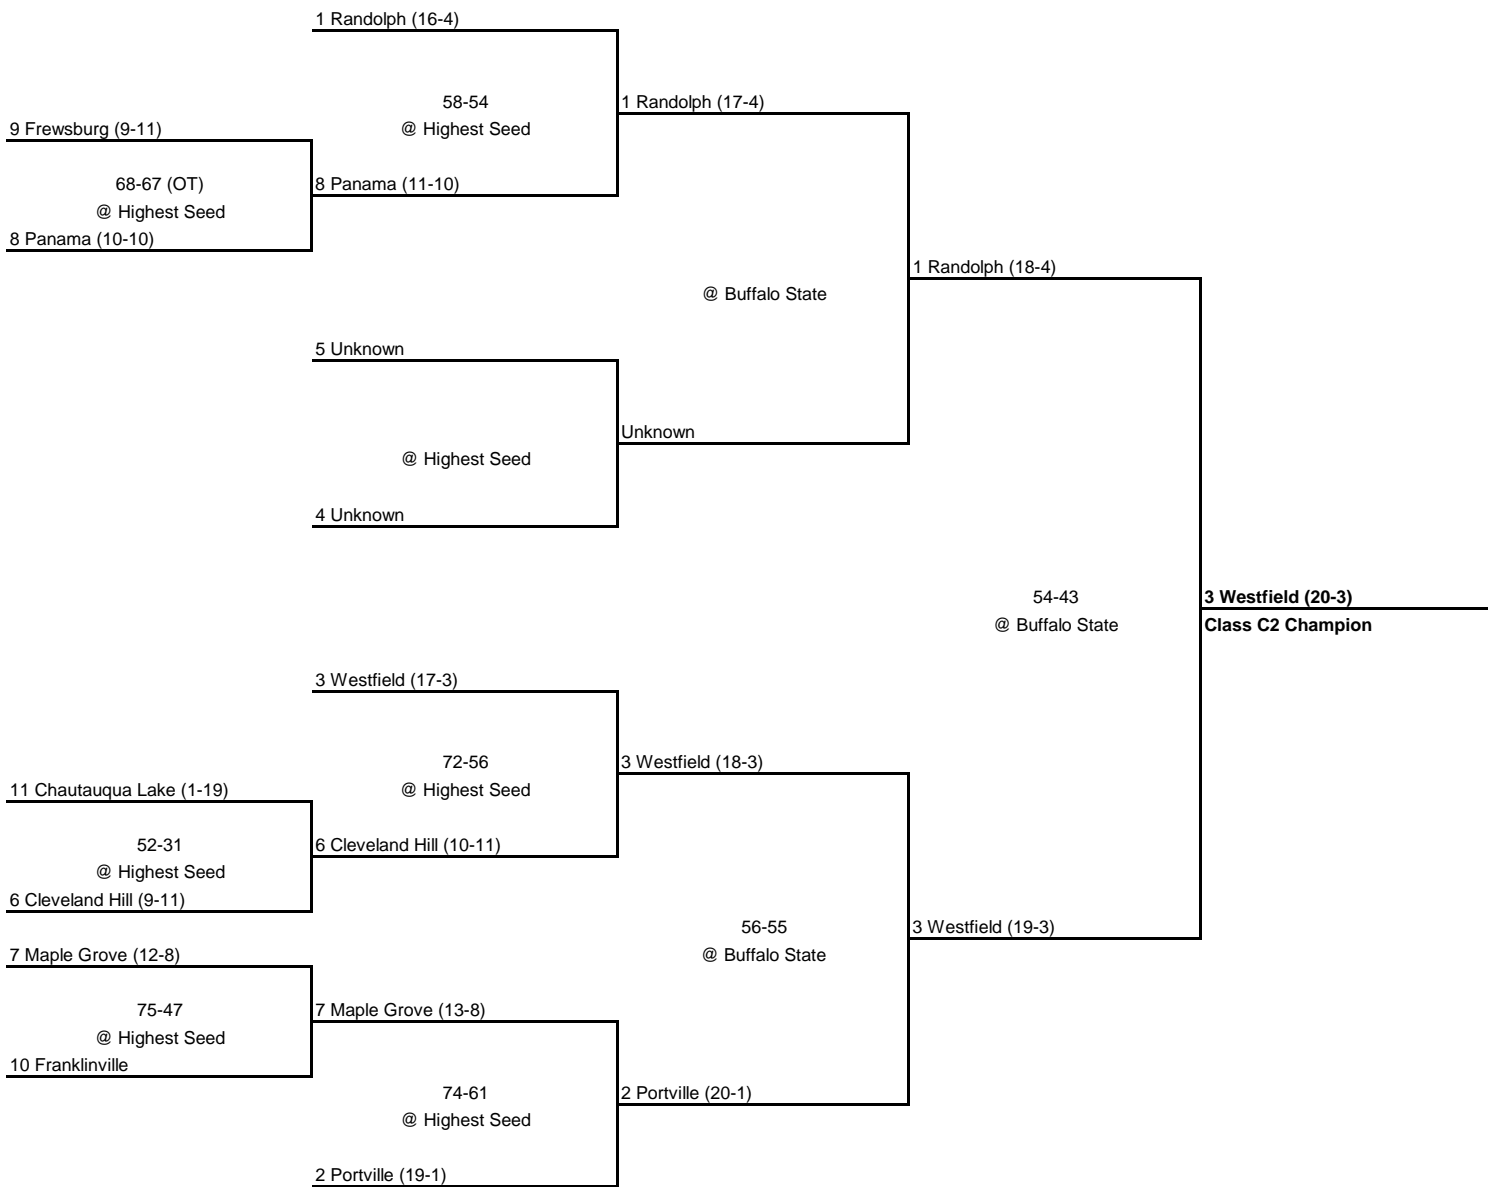 1 Randolph (16-4)
58-54
@ Highest Seed
1 Randolph (17-4)
9 Frewsburg (9-11)
68-67 (OT)
@ Highest Seed
8 Panama (11-10)
8 Panama (10-10)
1 Randolph (18-4)
@ Buffalo State
5 Unknown
Unknown
@ Highest Seed
4 Unknown
54-43
@ Buffalo State
3 Westfield (20-3)
Class C2 Champion
3 Westfield (17-3)
72-56
@ Highest Seed
3 Westfield (18-3)
11 Chautauqua Lake (1-19)
52-31
@ Highest Seed
6 Cleveland Hill (10-11)
6 Cleveland Hill (9-11)
56-55
@ Buffalo State
3 Westfield (19-3)
7 Maple Grove (12-8)
75-47
@ Highest Seed
7 Maple Grove (13-8)
10 Franklinville
74-61
@ Highest Seed
2 Portville (20-1)
2 Portville (19-1)